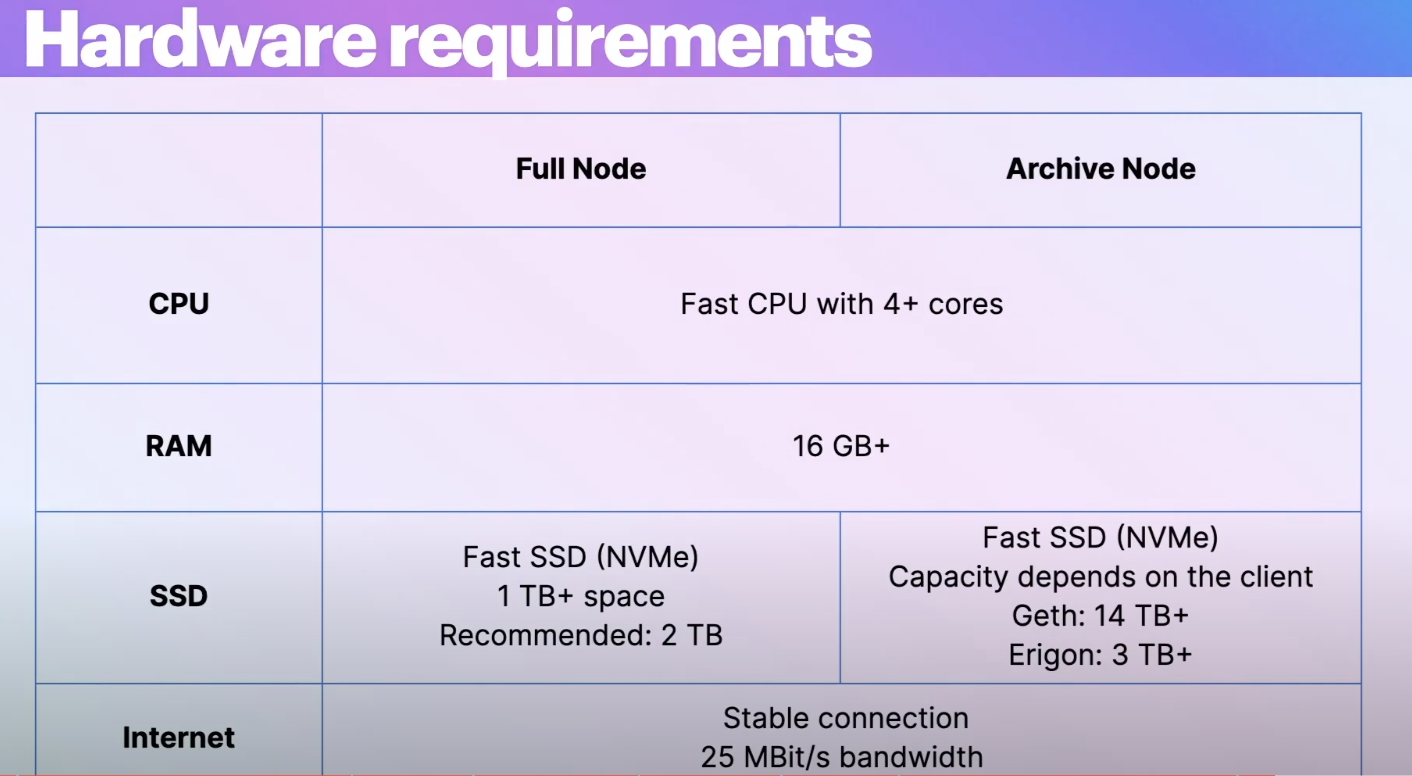 Hardware requirements
Full Node
Archive Node
CPU
Fast CPU with 4+ cores
RAM
16 GB+
SSD
Fast SSD (NVMe)
1 TB+ space
Recommended: 2 TB
Fast SSD (NVMe)
Capacity depends on the client
Geth: 14 TB+
Erigon: 3 TB+
Internet
Stable connection
25 MBit/s bandwidth